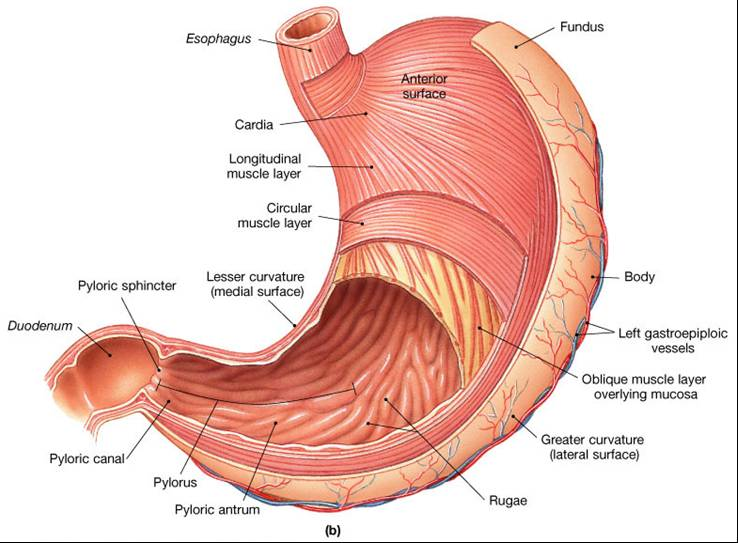 Esophagus
Fundus
Anterior
surface
Cardia
Longitudinal
muscle layer
Circular
muscle layer
Lesser curvature
(medial surface)
Pyloric sphincter
Duodenum
Body
Left gastroepiploic
vessels
Oblique muscle layer
overlying mucosa
Greater curvature
(lateral surface)
Pyloric canal
Pylorus
Pyloric antrum
Rugae
(b)